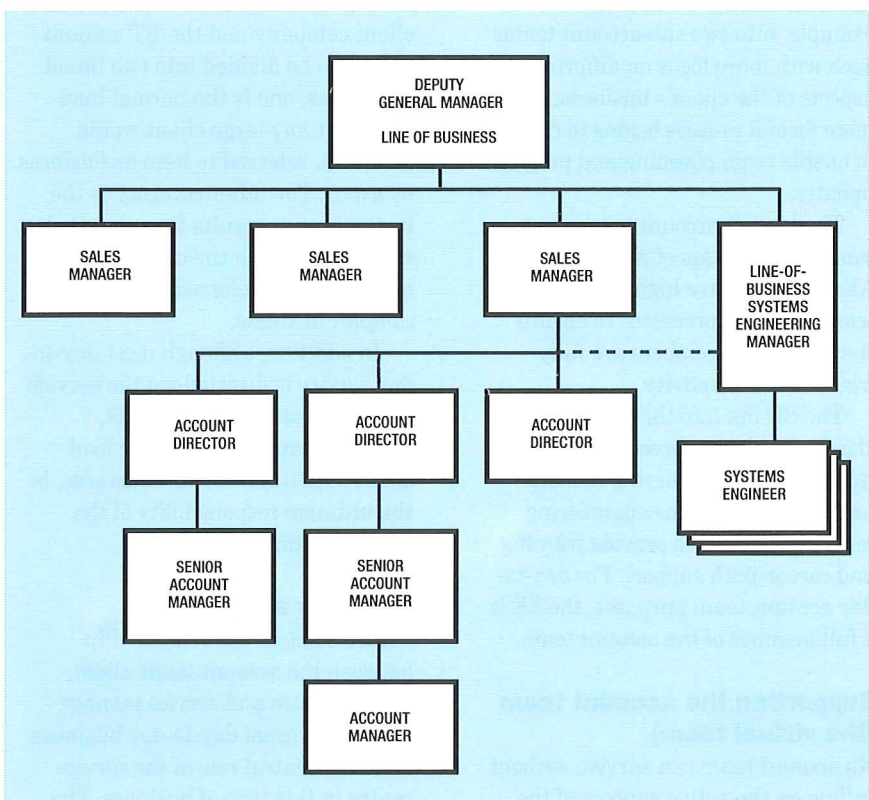 DEPUTY
GENERAL MANAGER
LINE OF BUSINESS
SALES
MANAGER
SALES
MANAGER
SALES
MANAGER
LINE-OF-
BUSINESS
SYSTEMS
ENGINEERING
MANAGER
ACCOUNT
DIRECTOR
ACCOUNT
DIRECTOR
ACCOUNT
DIRECTOR
SYSTEMS
ENGINEER
SENIOR
ACCOUNT
MANAGER
SENIOR
ACCOUNT
MANAGER
ACCOUNT
MANAGER